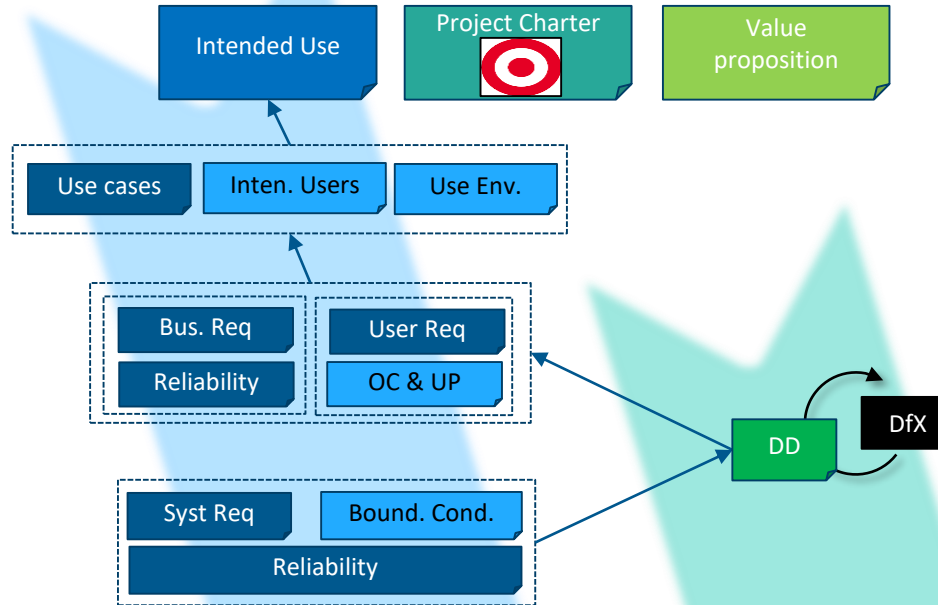 Intended Use
Project Charter
Value
proposition
Use cases
Inten. Users
Use Env.
Bus. Req
User Req
Reliability
OC & UP
DfX
DD
Syst Req
Bound. Cond.
Reliability